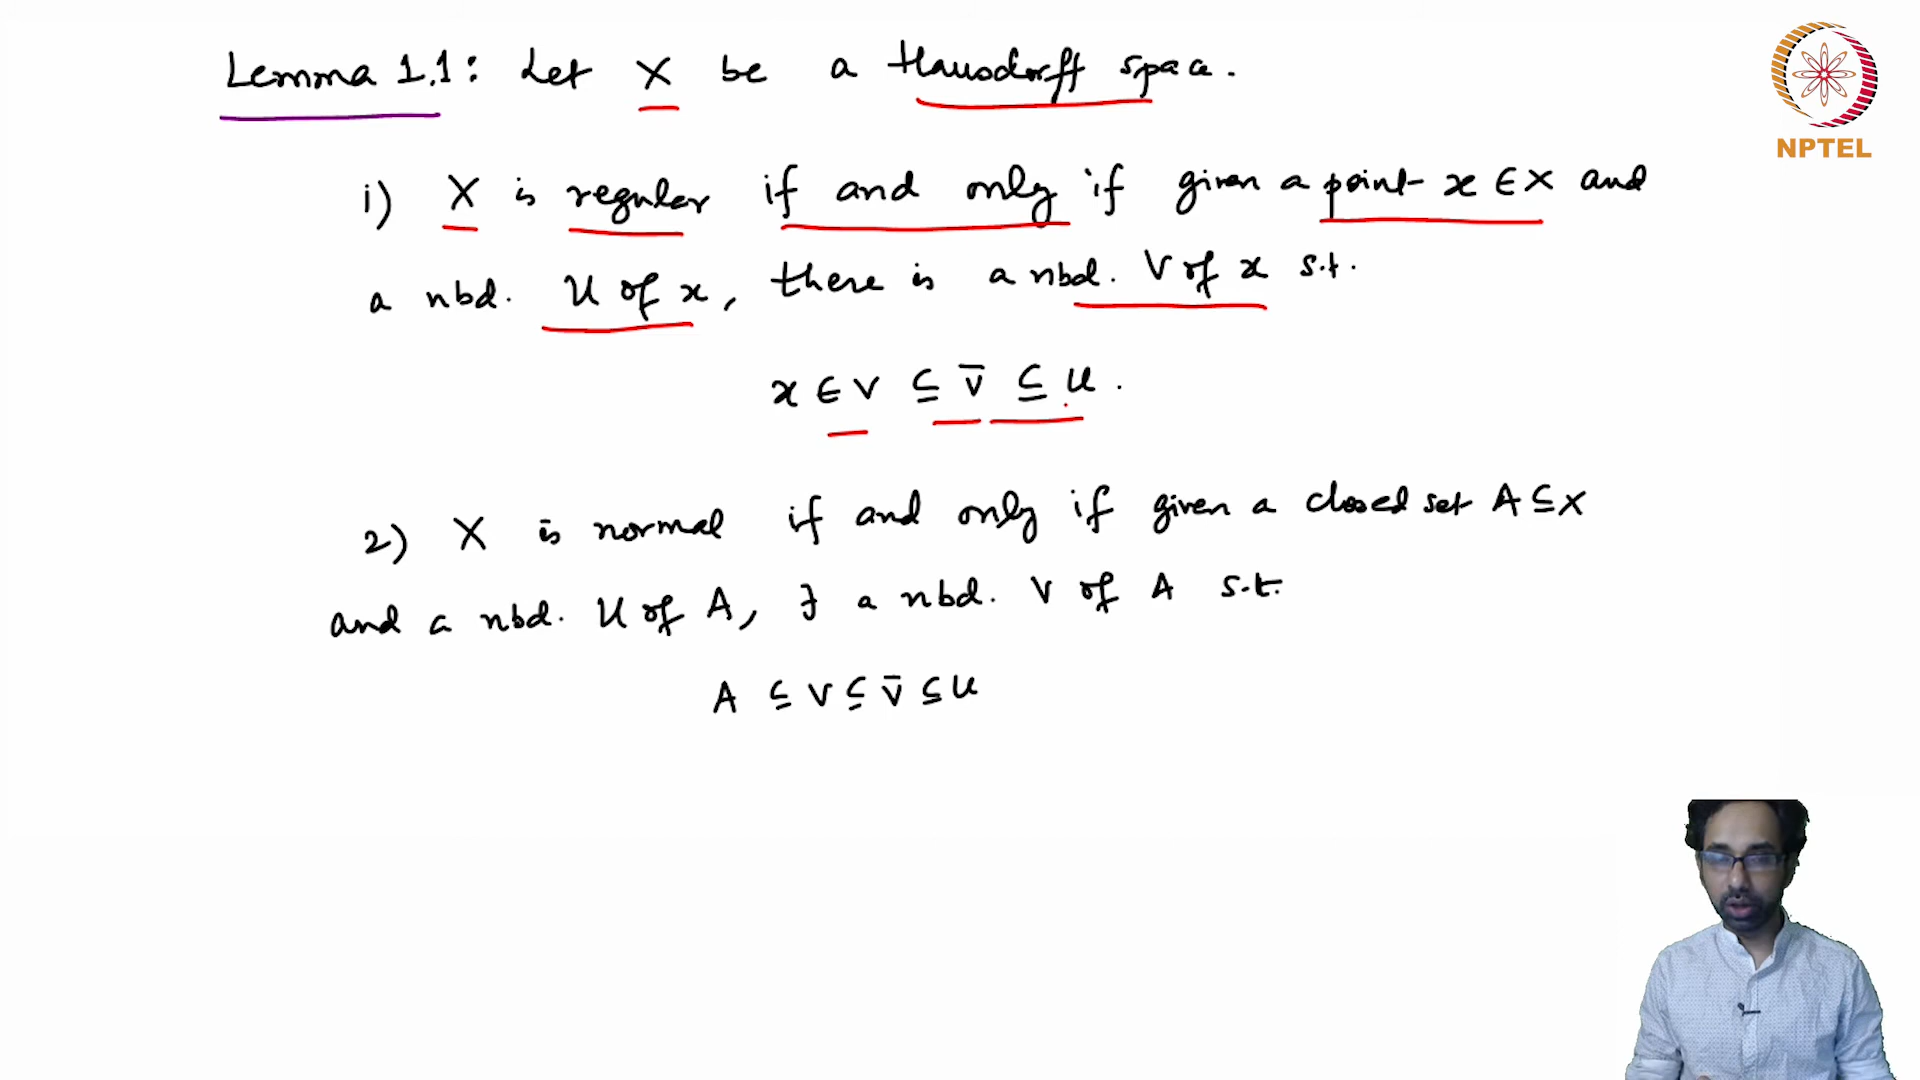 Lemma 1.1: Let X be a Hausdorff space.
NPTEL
i) X is regular if and only if given a point x ∈ X and
a nbd. U of x, there is a nbd. V of x s.t.
x ∈ V ⊆ V̄ ⊆ U.
2) X is normal if and only if given a closed set A ⊆ X
and a nbd. U of A, ∃ a nbd. V of A s.t.
A ⊆ V ⊆ V̄ ⊆ U